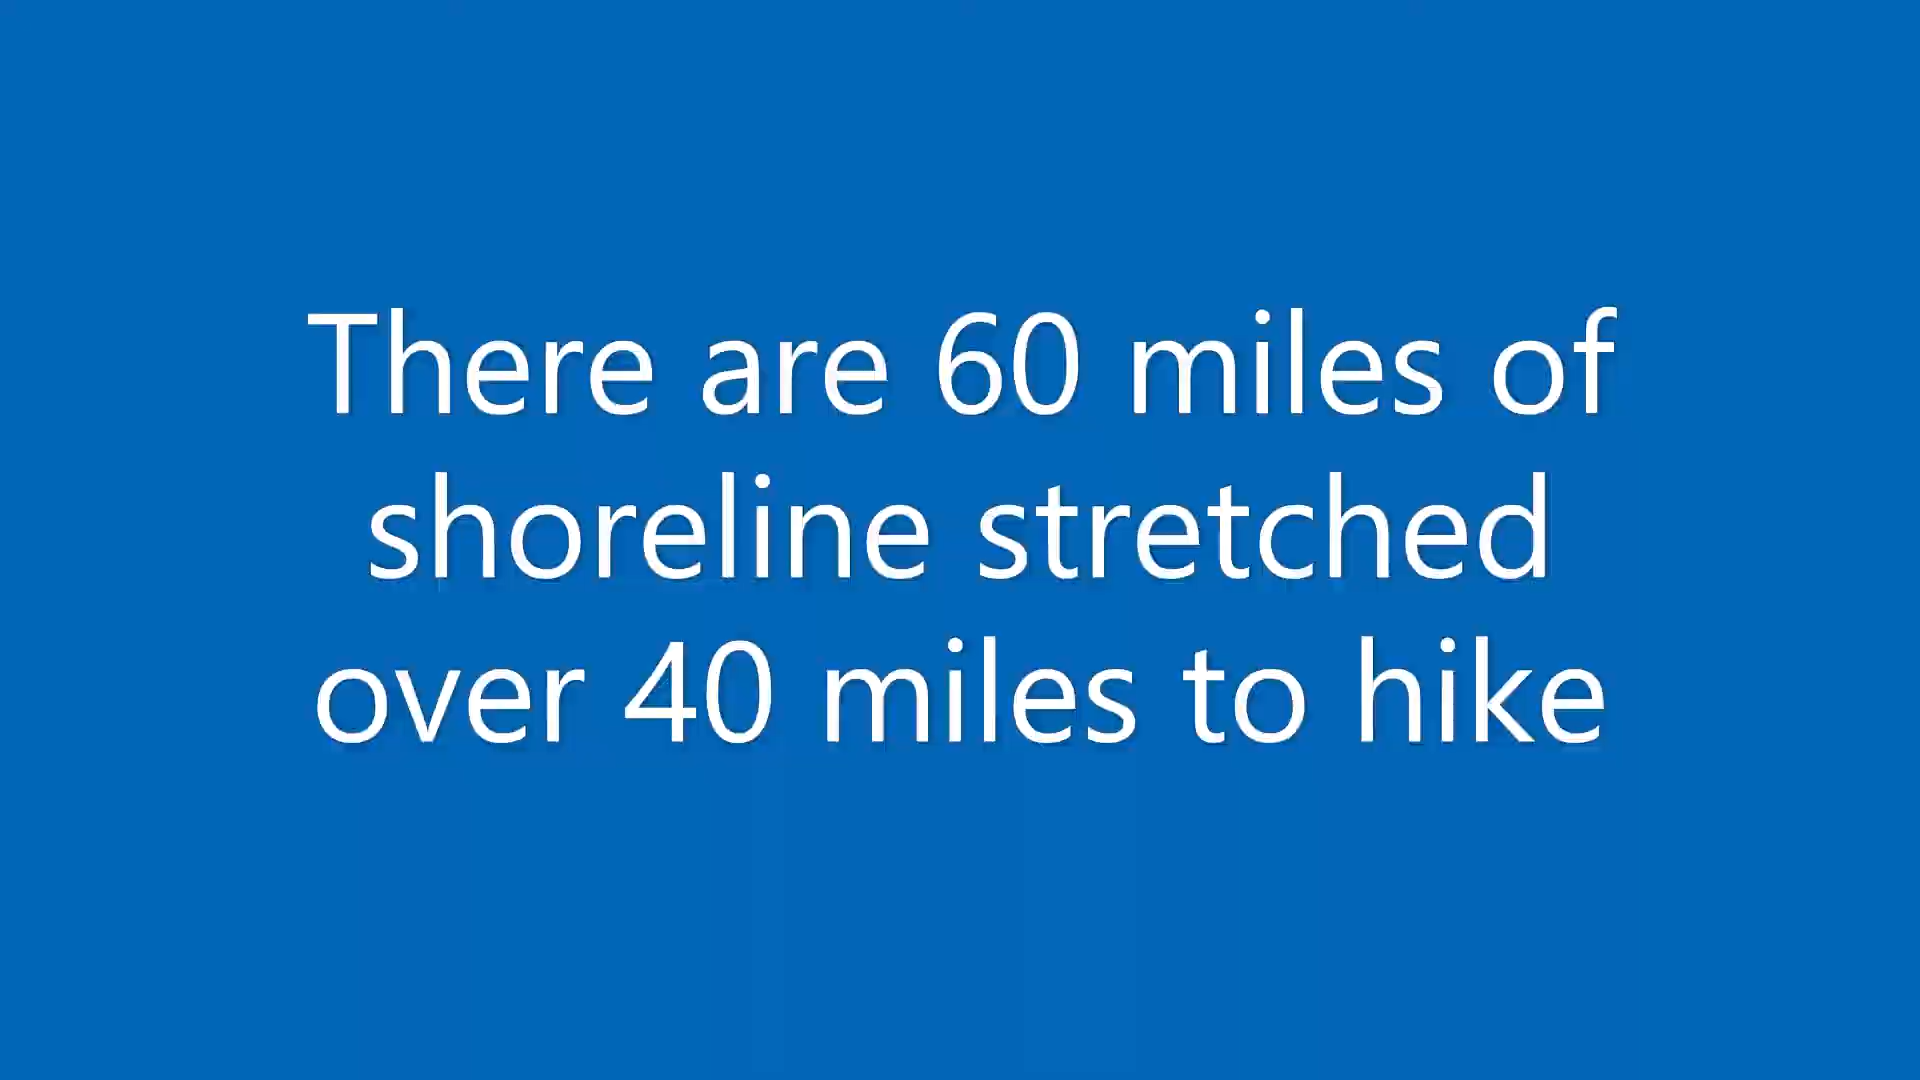 There are 60 miles of
shoreline stretched
over 40 miles to hike